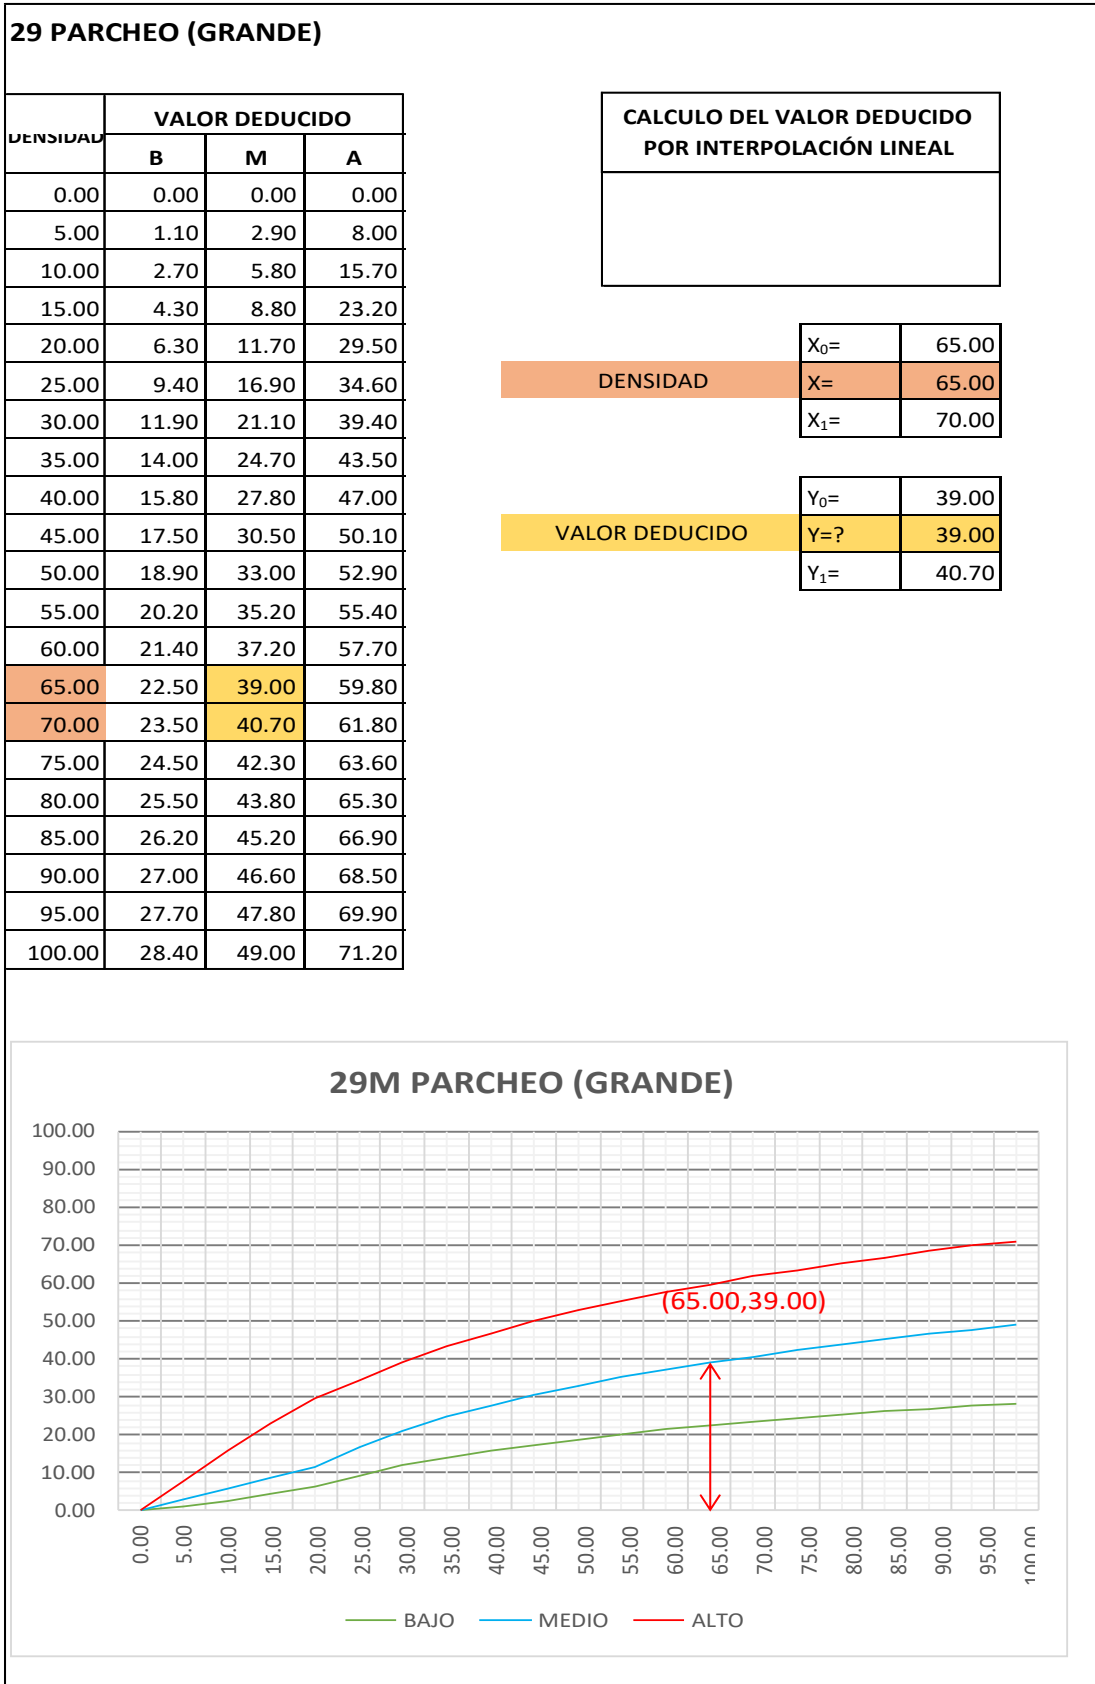 29 PARCHEO (GRANDE)
DENSIDAD VALOR DEDUCIDO
B M A
0.00 0.00 0.00 0.00
5.00 1.10 2.90 8.00
10.00 2.70 5.80 15.70
15.00 4.30 8.80 23.20
20.00 6.30 11.70 29.50
25.00 9.40 16.90 34.60
30.00 11.90 21.10 39.40
35.00 14.00 24.70 43.50
40.00 15.80 27.80 47.00
45.00 17.50 30.50 50.10
50.00 18.90 33.00 52.90
55.00 20.20 35.20 55.40
60.00 21.40 37.20 57.70
65.00 22.50 39.00 59.80
70.00 23.50 40.70 61.80
75.00 24.50 42.30 63.60
80.00 25.50 43.80 65.30
85.00 26.20 45.20 66.90
90.00 27.00 46.60 68.50
95.00 27.70 47.80 69.90
100.00 28.40 49.00 71.20
CALCULO DEL VALOR DEDUCIDO
POR INTERPOLACIÓN LINEAL
X₀= 65.00
DENSIDAD X= 65.00
X₁= 70.00
Y₀= 39.00
VALOR DEDUCIDO Y=? 39.00
Y₁= 40.70
29M PARCHEO (GRANDE)
100.00
90.00
80.00
70.00
60.00
50.00
40.00
30.00
20.00
10.00
0.00
(65.00,39.00)
0.00 5.00 10.00 15.00 20.00 25.00 30.00 35.00 40.00 45.00 50.00 55.00 60.00 65.00 70.00 75.00 80.00 85.00 90.00 95.00 100.00
BAJO MEDIO ALTO